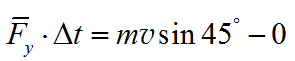 F̅_y · Δt = mv sin 45° − 0